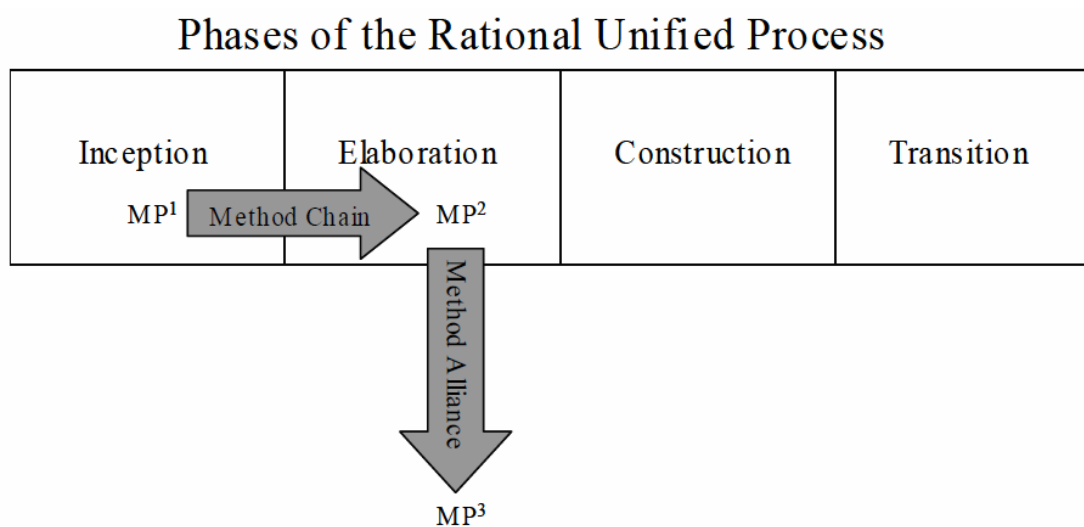 Phases of the Rational Unified Process
Inception
Elaboration
Construction
Transition
MP¹
Method Chain
MP²
Method Alliance
MP³